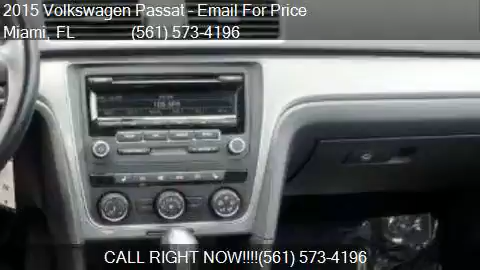 2015 Volkswagen Passat - Email For Price
Miami, FL (561) 573-4196
CALL RIGHT NOW!!!!(561) 573-4196